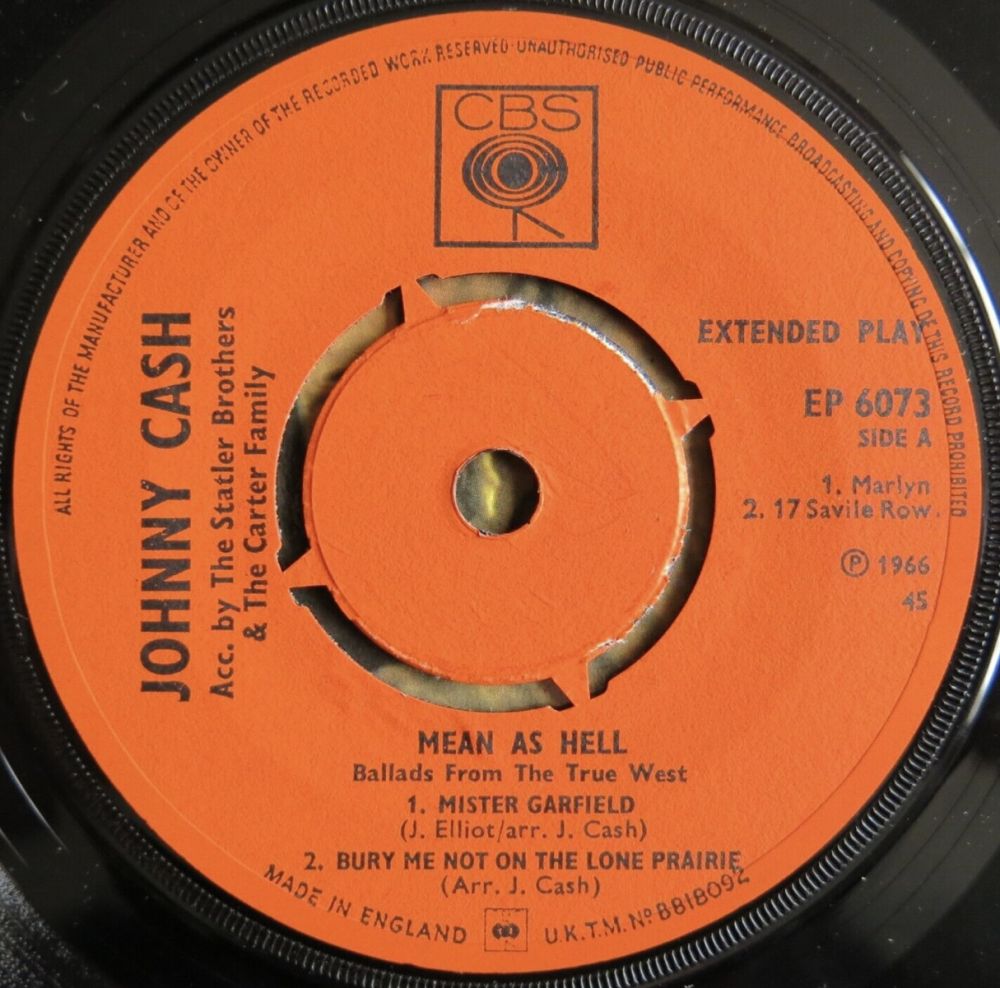 ALL RIGHTS OF THE MANUFACTURER AND OF THE OWNER OF THE RECORDED WORK RESERVED · UNAUTHORISED PUBLIC PERFORMANCE BROADCASTING AND COPYING OF THIS RECORD PROHIBITED
CBS
EXTENDED PLAY
EP 6073
SIDE A
1. Marlyn
2. 17 Savile Row.
Ⓟ 1966
45
JOHNNY CASH
Acc. by The Statler Brothers
& The Carter Family
MEAN AS HELL
Ballads From The True West
1. MISTER GARFIELD
(J. Elliot/arr. J. Cash)
2. BURY ME NOT ON THE LONE PRAIRIE
(Arr. J. Cash)
MADE IN ENGLAND
U.K.T.M. Nº B818092